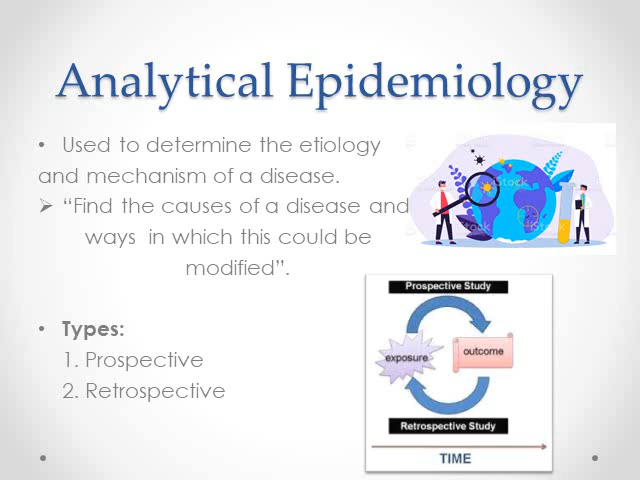 Analytical Epidemiology
• Used to determine the etiology
and mechanism of a disease.
➢ “Find the causes of a disease and
ways in which this could be
modified”.
• Types:
1. Prospective
2. Retrospective
iStock
Prospective Study
exposure
outcome
Retrospective Study
TIME